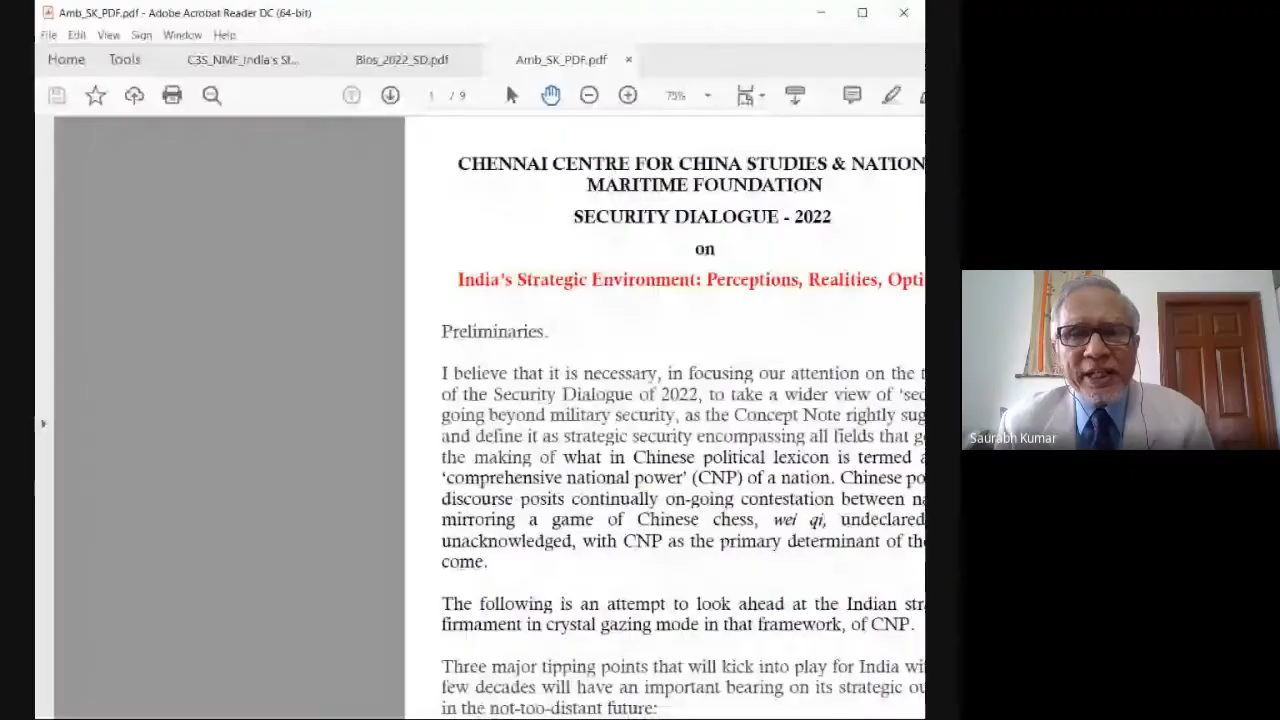 Amb_SK_PDF.pdf - Adobe Acrobat Reader DC (64-bit)
File Edit View Sign Window Help
Home Tools C3S_NMF_India's St... Bios_2022_SD.pdf Amb_SK_PDF.pdf ×
1 / 9 75%
CHENNAI CENTRE FOR CHINA STUDIES & NATION
MARITIME FOUNDATION
SECURITY DIALOGUE - 2022
on
India's Strategic Environment: Perceptions, Realities, Opti
Preliminaries.
I believe that it is necessary, in focusing our attention on the t
of the Security Dialogue of 2022, to take a wider view of 'sec
going beyond military security, as the Concept Note rightly sug
and define it as strategic security encompassing all fields that g
the making of what in Chinese political lexicon is termed a
'comprehensive national power' (CNP) of a nation. Chinese po
discourse posits continually on-going contestation between na
mirroring a game of Chinese chess, wei qi, undeclared
unacknowledged, with CNP as the primary determinant of the
come.
The following is an attempt to look ahead at the Indian stra
firmament in crystal gazing mode in that framework, of CNP.
Three major tipping points that will kick into play for India wi
few decades will have an important bearing on its strategic ou
in the not-too-distant future:
Saurabh Kumar